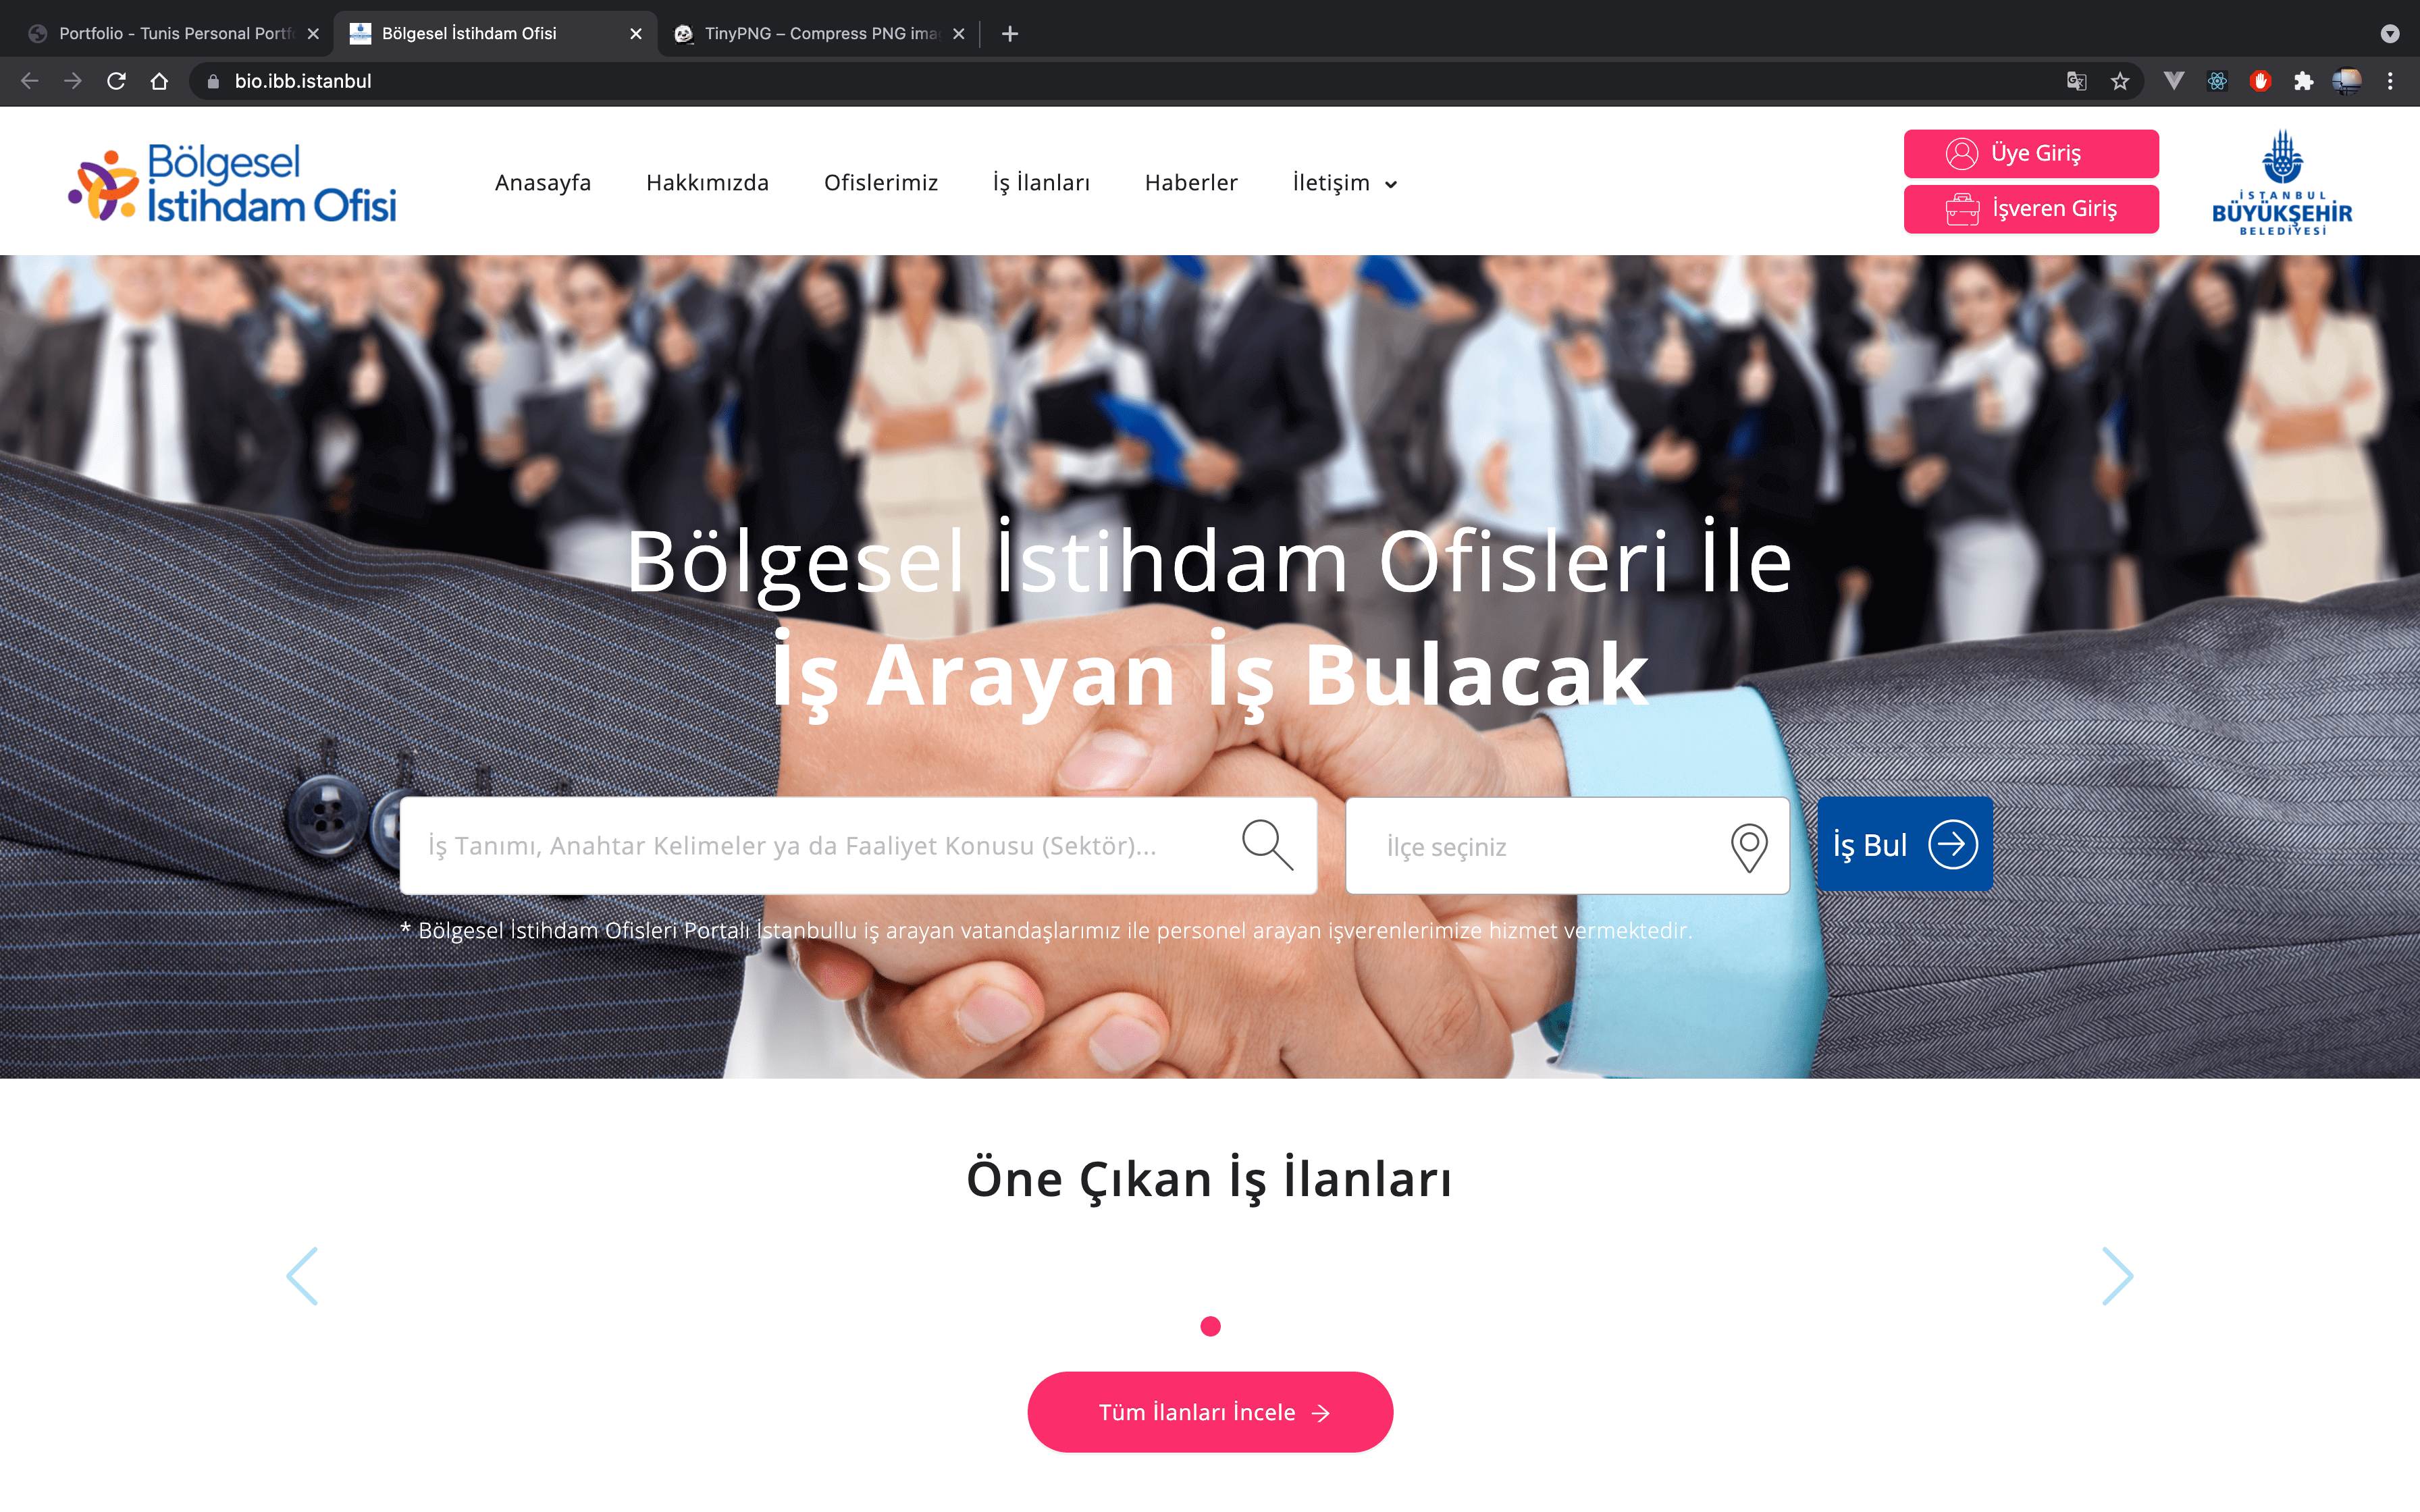 Portfolio - Tunis Personal Portf
Bölgesel İstihdam Ofisi
TinyPNG – Compress PNG ima
bio.ibb.istanbul
Bölgesel
İstihdam Ofisi
Anasayfa
Hakkımızda
Ofislerimiz
İş İlanları
Haberler
İletişim
Üye Giriş
İşveren Giriş
İSTANBUL
BÜYÜKŞEHİR
BELEDİYESİ
Bölgesel İstihdam Ofisleri İle
İş Arayan İş Bulacak
İş Tanımı, Anahtar Kelimeler ya da Faaliyet Konusu (Sektör)...
İlçe seçiniz
İş Bul
* Bölgesel İstihdam Ofisleri Portalı İstanbullu iş arayan vatandaşlarımız ile personel arayan işverenlerimize hizmet vermektedir.
Öne Çıkan İş İlanları
Tüm İlanları İncele